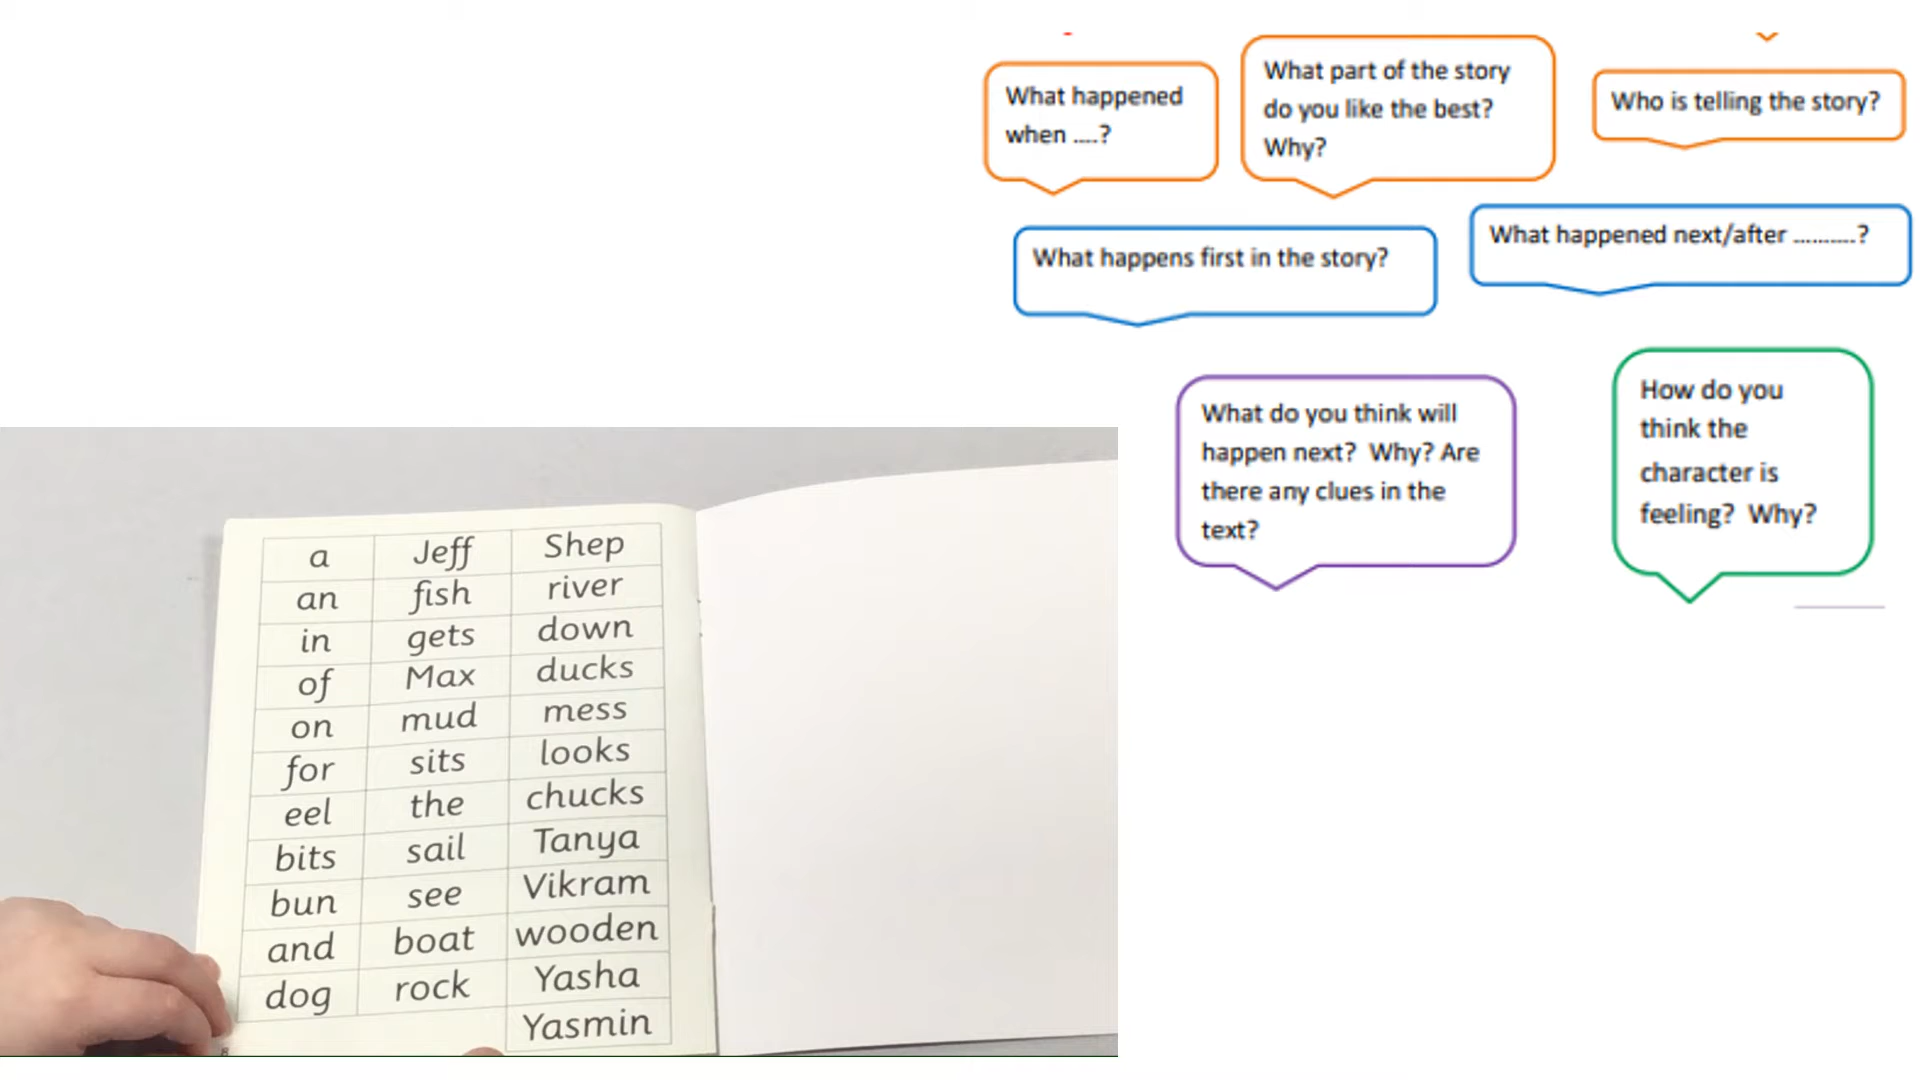 What happened
when ....?
What part of the story
do you like the best?
Why?
Who is telling the story?
What happens first in the story?
What happened next/after ..........?
What do you think will
happen next?  Why? Are
there any clues in the
text?
How do you
think the
character is
feeling?  Why?
a Jeff Shep
an fish river
in gets down
of Max ducks
on mud mess
for sits looks
eel the chucks
bits sail Tanya
bun see Vikram
and boat wooden
dog rock Yasha
Yasmin
8